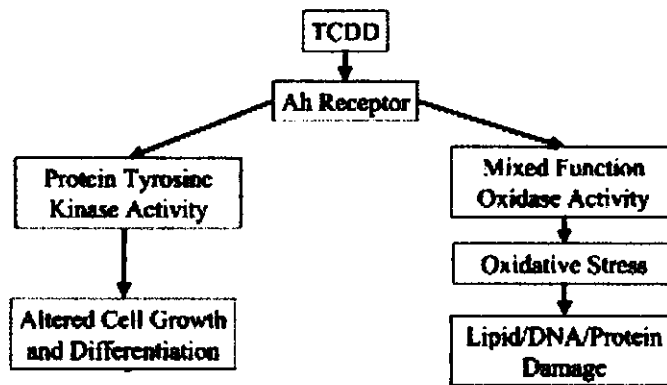 TCDD
Ah Receptor
Protein Tyrosine
Kinase Activity
Mixed Function
Oxidase Activity
Oxidative Stress
Altered Cell Growth
and Differentiation
Lipid/DNA/Protein
Damage